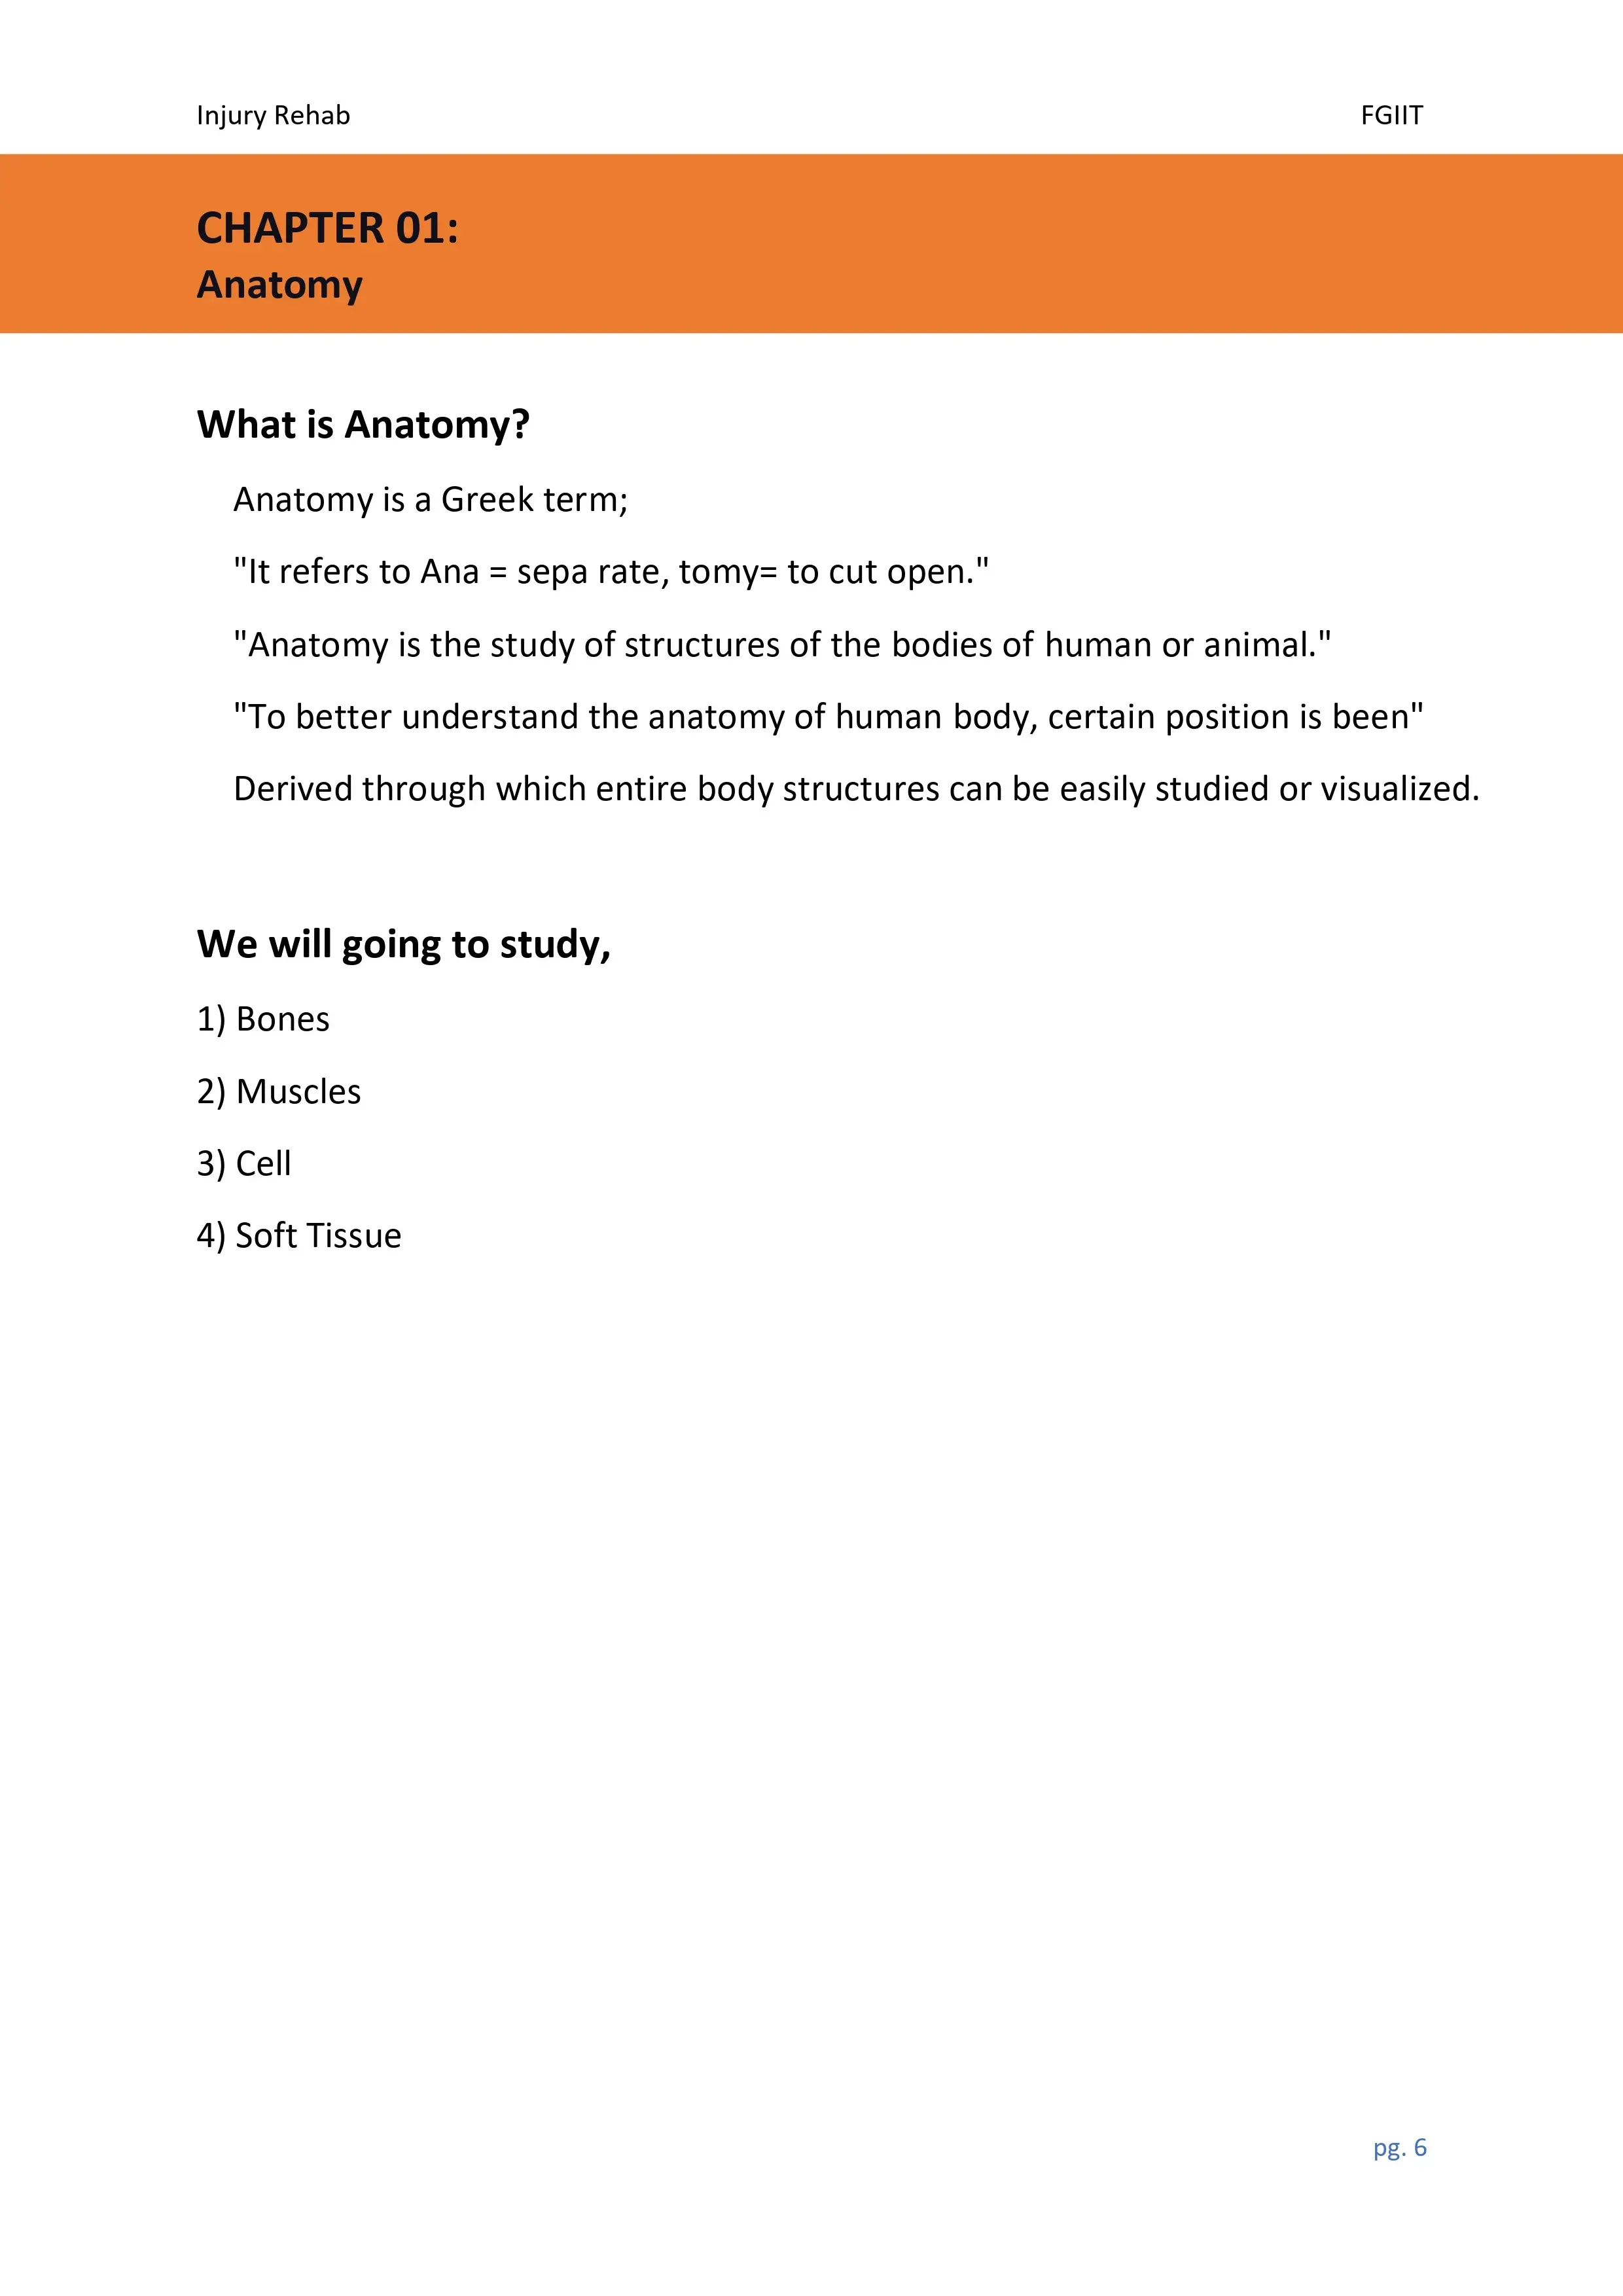 Injury Rehab FGIIT
CHAPTER 01:
Anatomy
What is Anatomy?
Anatomy is a Greek term;
"It refers to Ana = sepa rate, tomy= to cut open."
"Anatomy is the study of structures of the bodies of human or animal."
"To better understand the anatomy of human body, certain position is been"
Derived through which entire body structures can be easily studied or visualized.
We will going to study,
1) Bones
2) Muscles
3) Cell
4) Soft Tissue
pg. 6